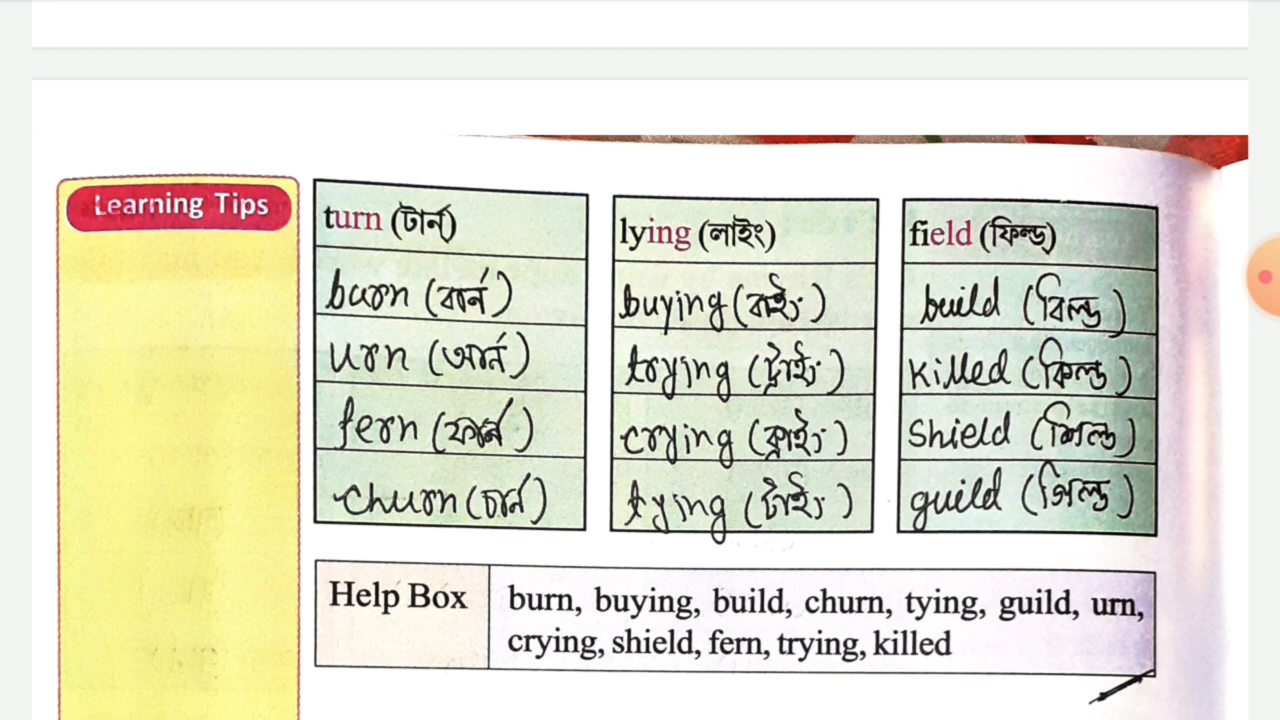 Learning Tips
turn (টার্ন)
burn (বার্ন)
urn (আর্ন)
fern (ফার্ন)
churn (চার্ন)
lying (লাইং)
buying (বাইং)
trying (ট্রাইং)
crying (ক্রাইং)
tying (টাইং)
field (ফিল্ড)
build (বিল্ড)
killed (কিল্ড)
shield (শিল্ড)
guild (গিল্ড)
Help Box
burn, buying, build, churn, tying, guild, urn,
crying, shield, fern, trying, killed